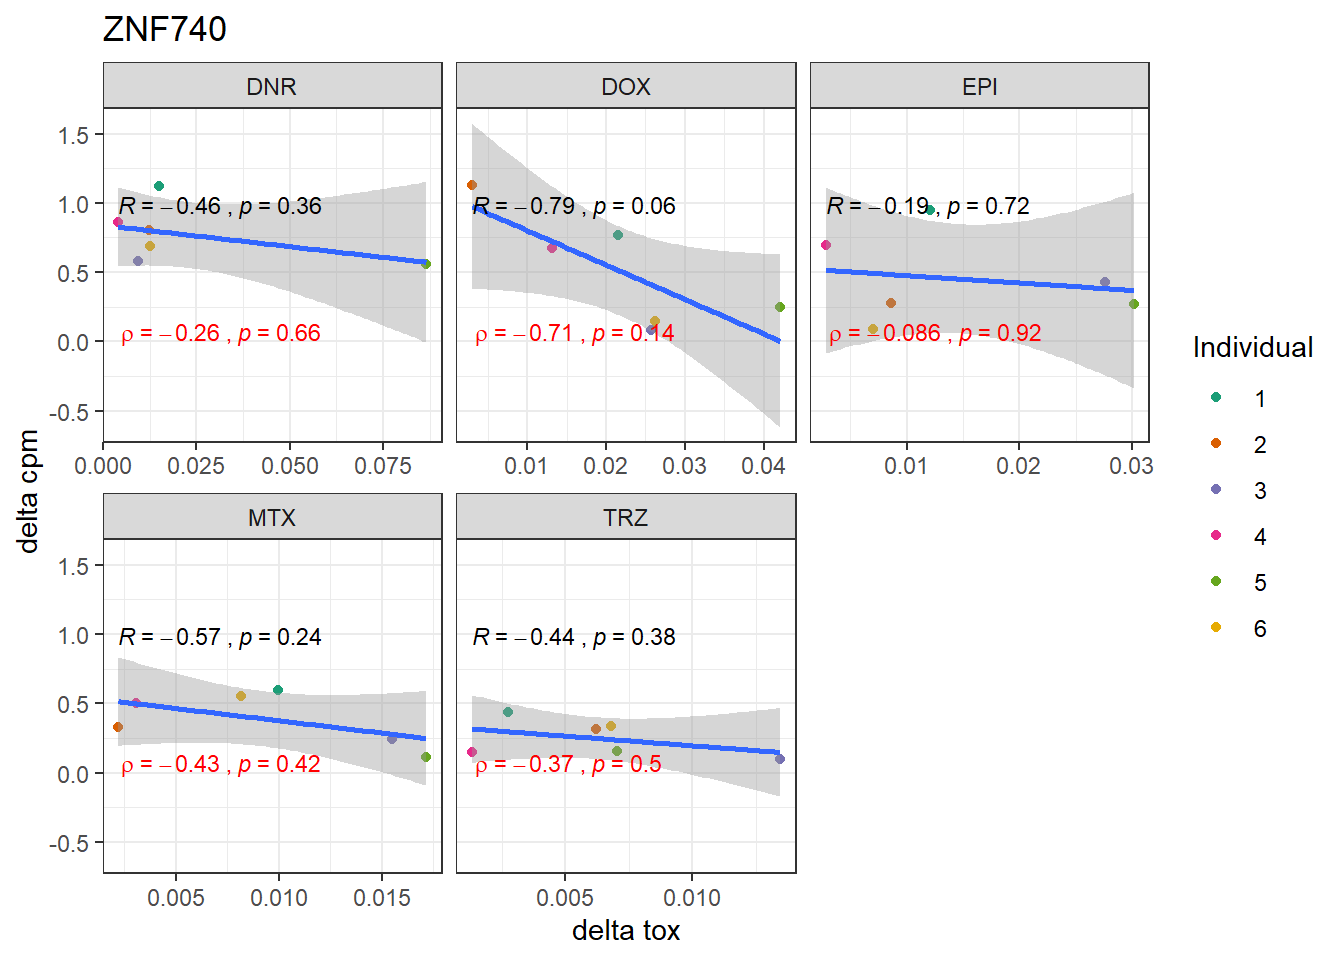 ZNF740
DNR
DOX
EPI
1.5
1.0
0.5
0.0
-0.5
R = −0.46 , p = 0.36
ρ = −0.26 , p = 0.66
R = −0.79 , p = 0.06
ρ = −0.71 , p = 0.14
R = −0.19 , p = 0.72
ρ = −0.086 , p = 0.92
0.000 0.025 0.050 0.075
0.01 0.02 0.03 0.04
0.01 0.02 0.03
MTX
TRZ
1.5
1.0
0.5
0.0
-0.5
R = −0.57 , p = 0.24
ρ = −0.43 , p = 0.42
R = −0.44 , p = 0.38
ρ = −0.37 , p = 0.5
0.005 0.010 0.015
0.005 0.010
delta tox
delta cpm
Individual
1
2
3
4
5
6